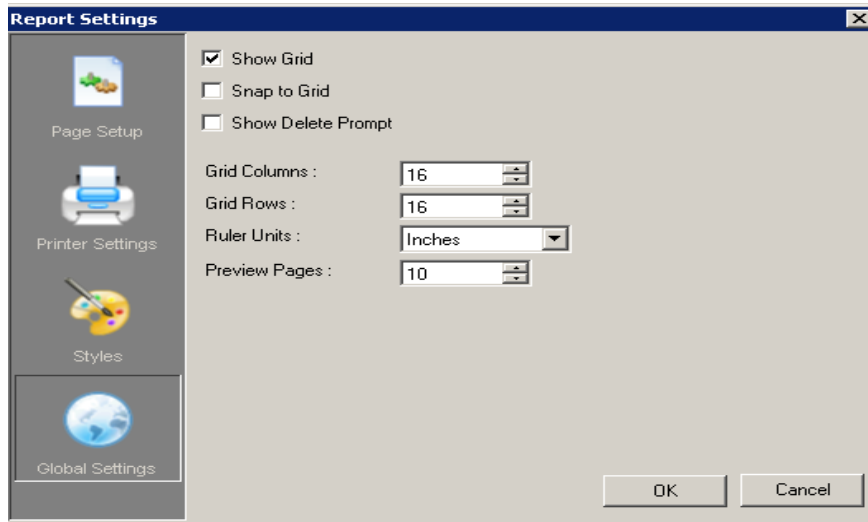 Report Settings
Page Setup
Printer Settings
Styles
Global Settings
Show Grid
Snap to Grid
Show Delete Prompt
Grid Columns : 16
Grid Rows : 16
Ruler Units : Inches
Preview Pages : 10
OK Cancel